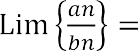 Lim {an/bn} =